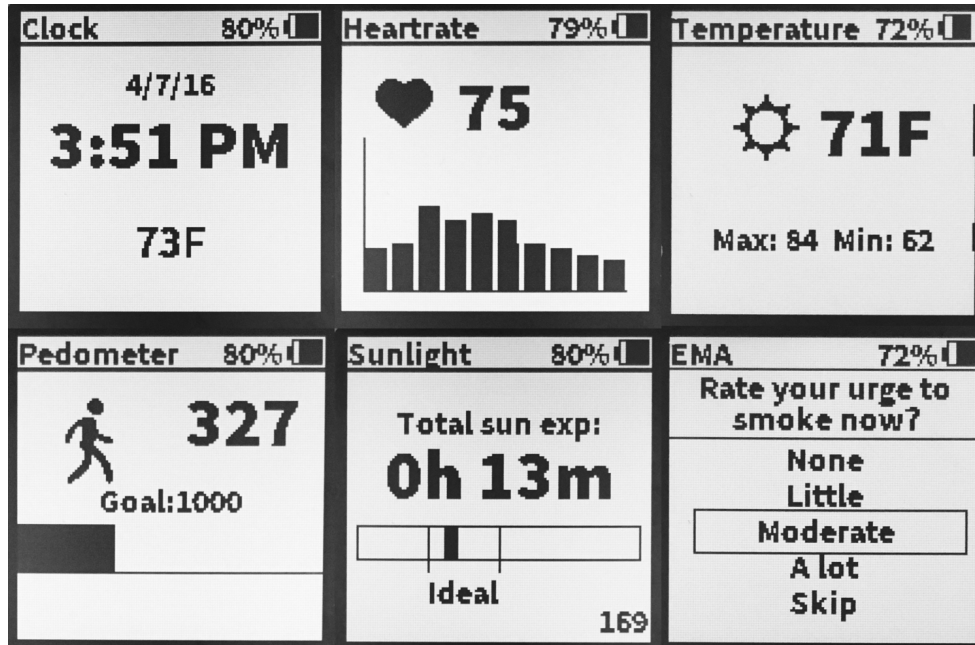 Clock 80%
4/7/16
3:51 PM
73F
Heartrate 79%
75
Temperature 72%
71F
Max: 84 Min: 62
Pedometer 80%
327
Goal:1000
Sunlight 80%
Total sun exp:
0h 13m
Ideal
169
EMA 72%
Rate your urge to
smoke now?
None
Little
Moderate
A lot
Skip